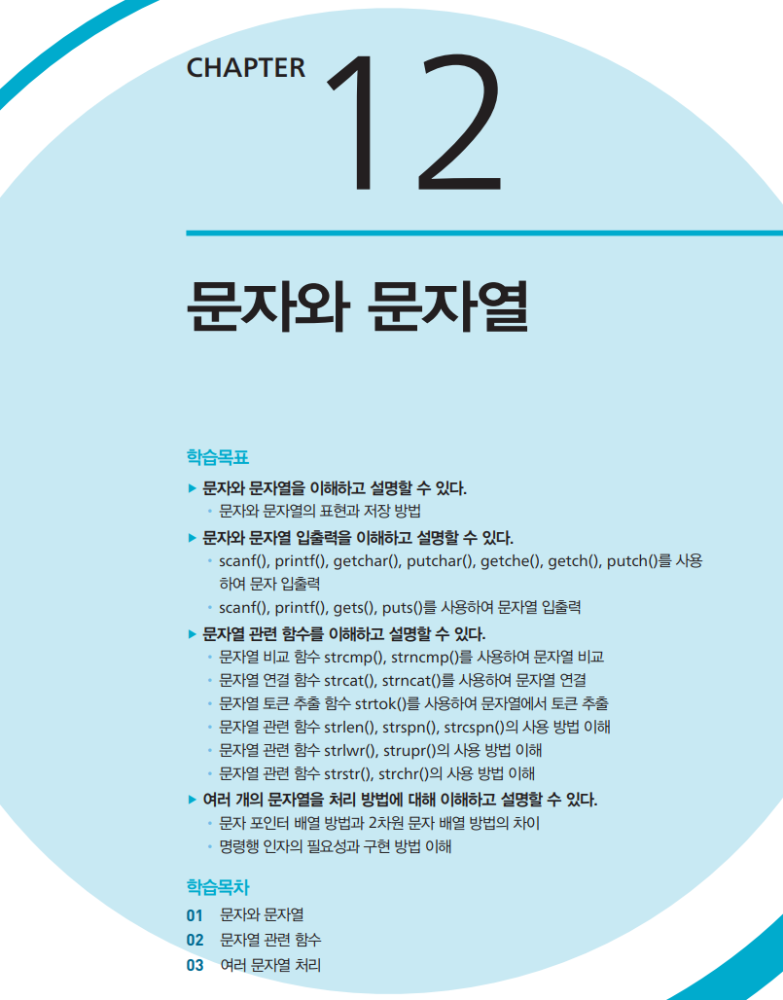 CHAPTER 12
문자와 문자열
학습목표
▶ 문자와 문자열을 이해하고 설명할 수 있다.
• 문자와 문자열의 표현과 저장 방법
▶ 문자와 문자열 입출력을 이해하고 설명할 수 있다.
• scanf(), printf(), getchar(), putchar(), getche(), getch(), putch()를 사용
하여 문자 입출력
• scanf(), printf(), gets(), puts()를 사용하여 문자열 입출력
▶ 문자열 관련 함수를 이해하고 설명할 수 있다.
• 문자열 비교 함수 strcmp(), strncmp()를 사용하여 문자열 비교
• 문자열 연결 함수 strcat(), strncat()를 사용하여 문자열 연결
• 문자열 토큰 추출 함수 strtok()를 사용하여 문자열에서 토큰 추출
• 문자열 관련 함수 strlen(), strspn(), strcspn()의 사용 방법 이해
• 문자열 관련 함수 strlwr(), strupr()의 사용 방법 이해
• 문자열 관련 함수 strstr(), strchr()의 사용 방법 이해
▶ 여러 개의 문자열을 처리 방법에 대해 이해하고 설명할 수 있다.
• 문자 포인터 배열 방법과 2차원 문자 배열 방법의 차이
• 명령행 인자의 필요성과 구현 방법 이해
학습목차
01 문자와 문자열
02 문자열 관련 함수
03 여러 문자열 처리